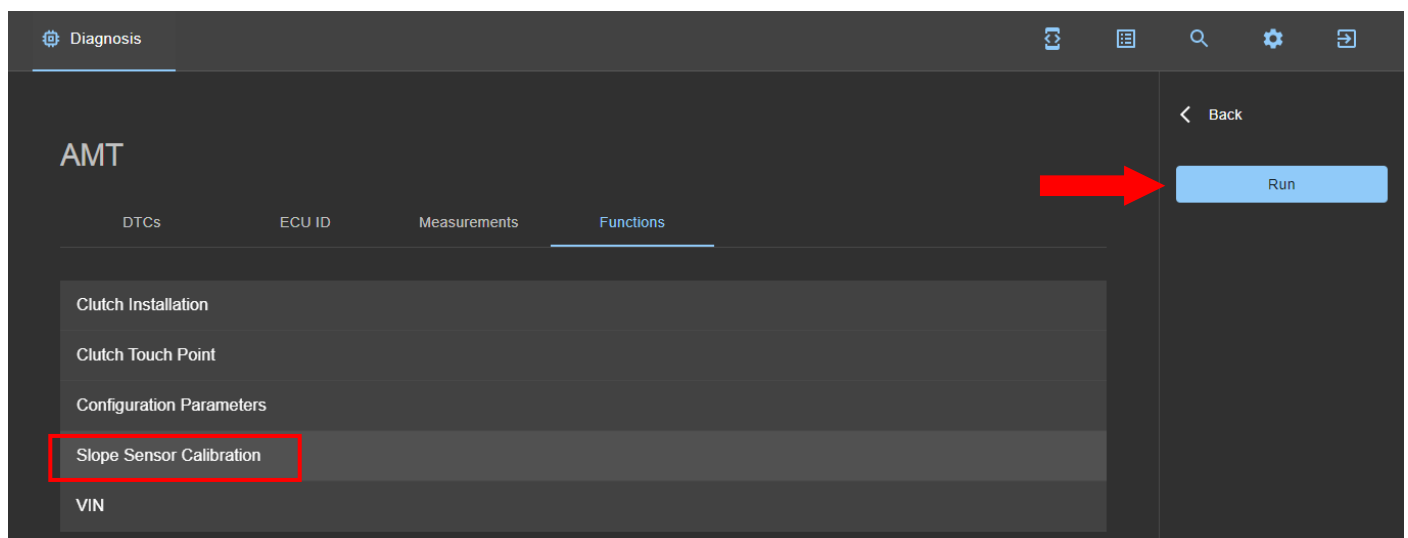 Diagnosis
Back
AMT
Run
DTCs ECU ID Measurements Functions
Clutch Installation
Clutch Touch Point
Configuration Parameters
Slope Sensor Calibration
VIN